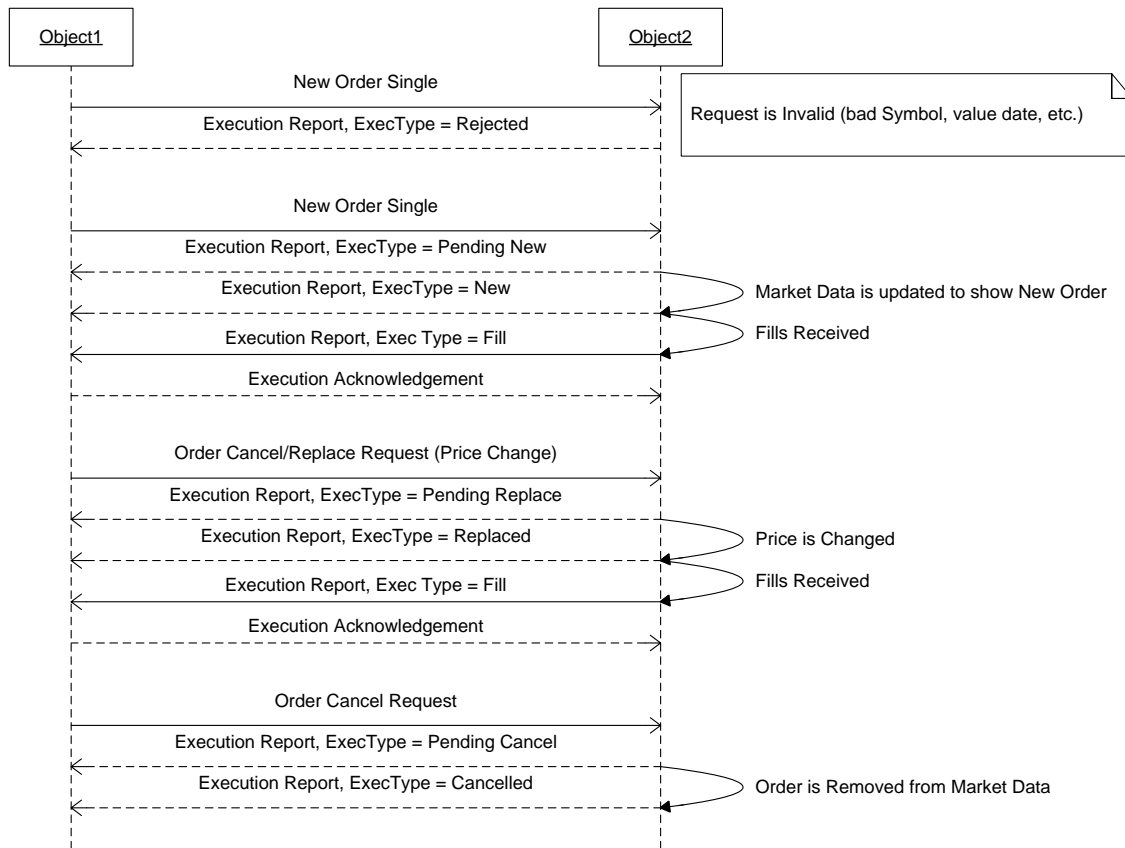 Object1
Object2
New Order Single
Request is Invalid (bad Symbol, value date, etc.)
Execution Report, ExecType = Rejected
New Order Single
Execution Report, ExecType = Pending New
Execution Report, ExecType = New
Market Data is updated to show New Order
Execution Report, Exec Type = Fill
Fills Received
Execution Acknowledgement
Order Cancel/Replace Request (Price Change)
Execution Report, ExecType = Pending Replace
Execution Report, ExecType = Replaced
Price is Changed
Execution Report, Exec Type = Fill
Fills Received
Execution Acknowledgement
Order Cancel Request
Execution Report, ExecType = Pending Cancel
Execution Report, ExecType = Cancelled
Order is Removed from Market Data